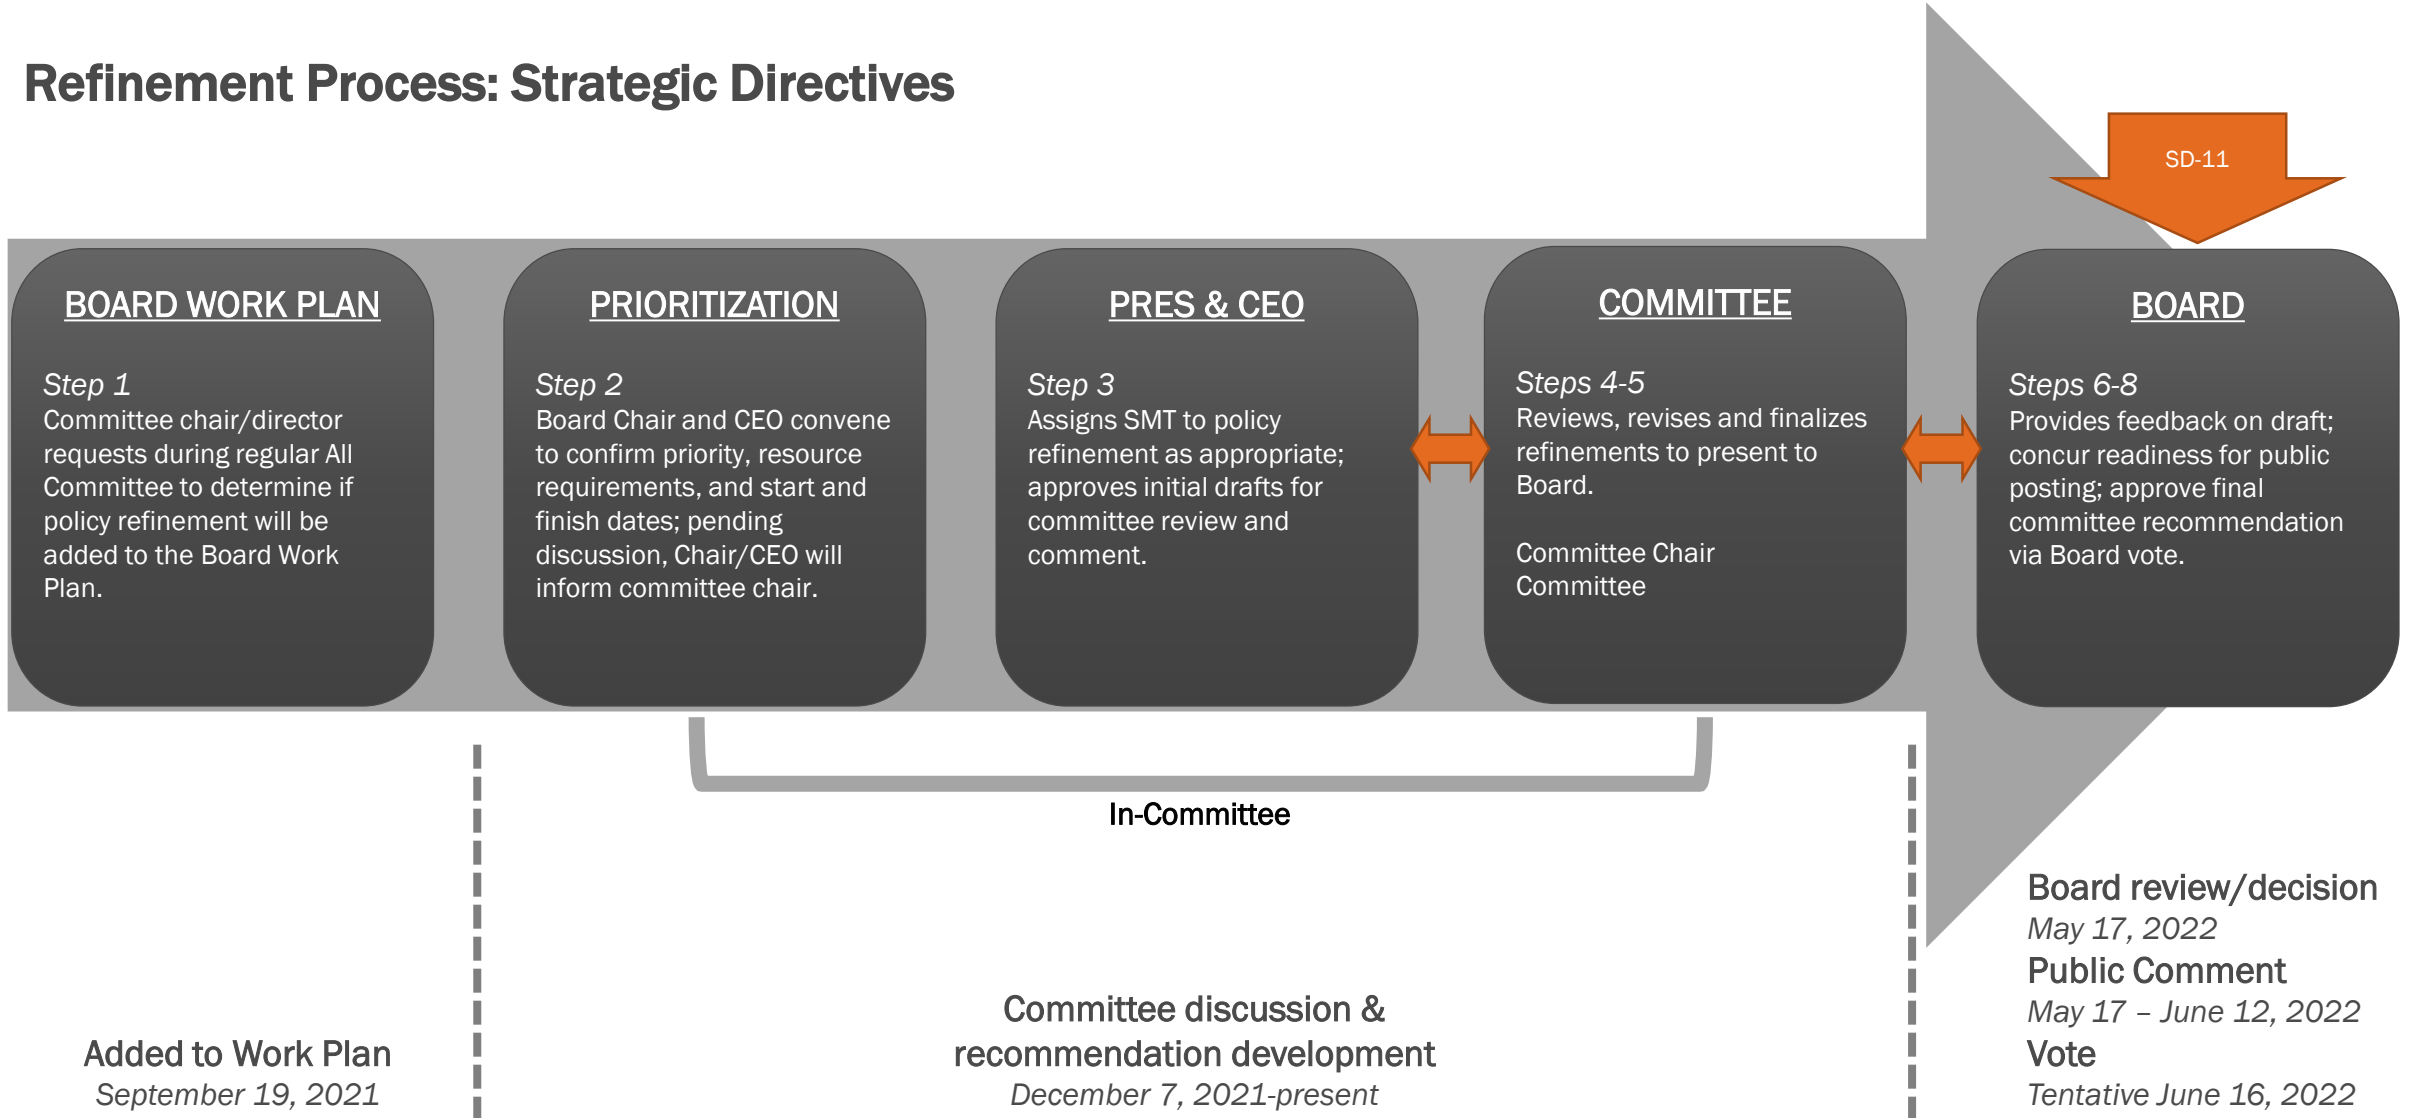 Refinement Process: Strategic Directives
SD-11
BOARD WORK PLAN
Step 1
Committee chair/director
requests during regular All
Committee to determine if
policy refinement will be
added to the Board Work
Plan.
PRIORITIZATION
Step 2
Board Chair and CEO convene
to confirm priority, resource
requirements, and start and
finish dates; pending
discussion, Chair/CEO will
inform committee chair.
PRES & CEO
Step 3
Assigns SMT to policy
refinement as appropriate;
approves initial drafts for
committee review and
comment.
COMMITTEE
Steps 4-5
Reviews, revises and finalizes
refinements to present to
Board.
Committee Chair
Committee
BOARD
Steps 6-8
Provides feedback on draft;
concur readiness for public
posting; approve final
committee recommendation
via Board vote.
In-Committee
Added to Work Plan
September 19, 2021
Committee discussion &
recommendation development
December 7, 2021-present
Board review/decision
May 17, 2022
Public Comment
May 17 – June 12, 2022
Vote
Tentative June 16, 2022